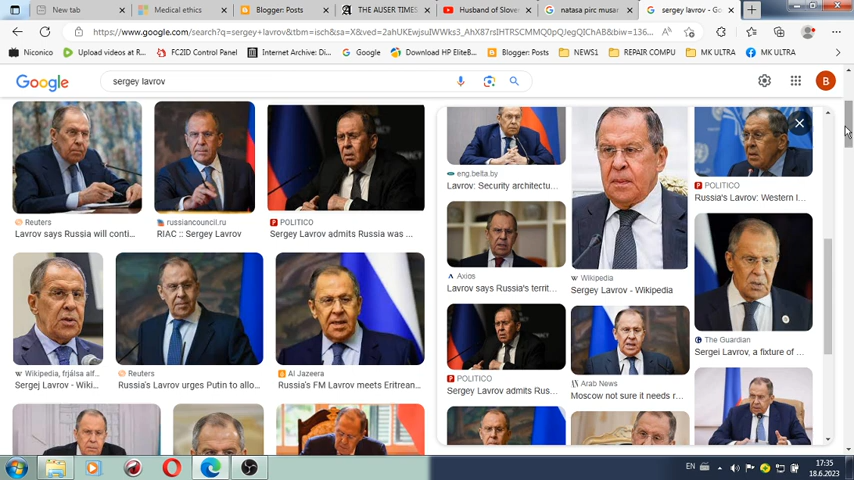 New tab
Medical ethics
Blogger: Posts
THE AUSER TIMES
Husband of Slove
natasa pirc musar
sergey lavrov - Go
https://www.google.com/search?q=sergey+lavrov&tbm=isch&sa=X&ved=2ahUKEwjsulWWks3_AhX87rsIHTRSCMMQ0pQJegQIChAB&biw=136...
Niconico
Upload videos at R...
FC2ID Control Panel
Internet Archive: Di...
Google
Download HP EliteB...
Blogger: Posts
NEWS1
REPAIR COMPU
MK ULTRA
MK ULTRA
Google
sergey lavrov
B
Reuters
Lavrov says Russia will conti...
russiancouncil.ru
RIAC :: Sergey Lavrov
POLITICO
Sergey Lavrov admits Russia was ...
Wikipedia, frjálsa alf...
Sergej Lavrov - Wiki...
Reuters
Russia's Lavrov urges Putin to allo...
Al Jazeera
Russia's FM Lavrov meets Eritrean...
eng.belta.by
Lavrov: Security architectu...
Axios
Lavrov says Russia's territ...
POLITICO
Sergey Lavrov admits Rus...
Wikipedia
Sergey Lavrov - Wikipedia
Arab News
Moscow not sure it needs r...
POLITICO
Russia's Lavrov: Western l...
The Guardian
Sergei Lavrov, a fixture of ...
EN
17:35
18.6.2023